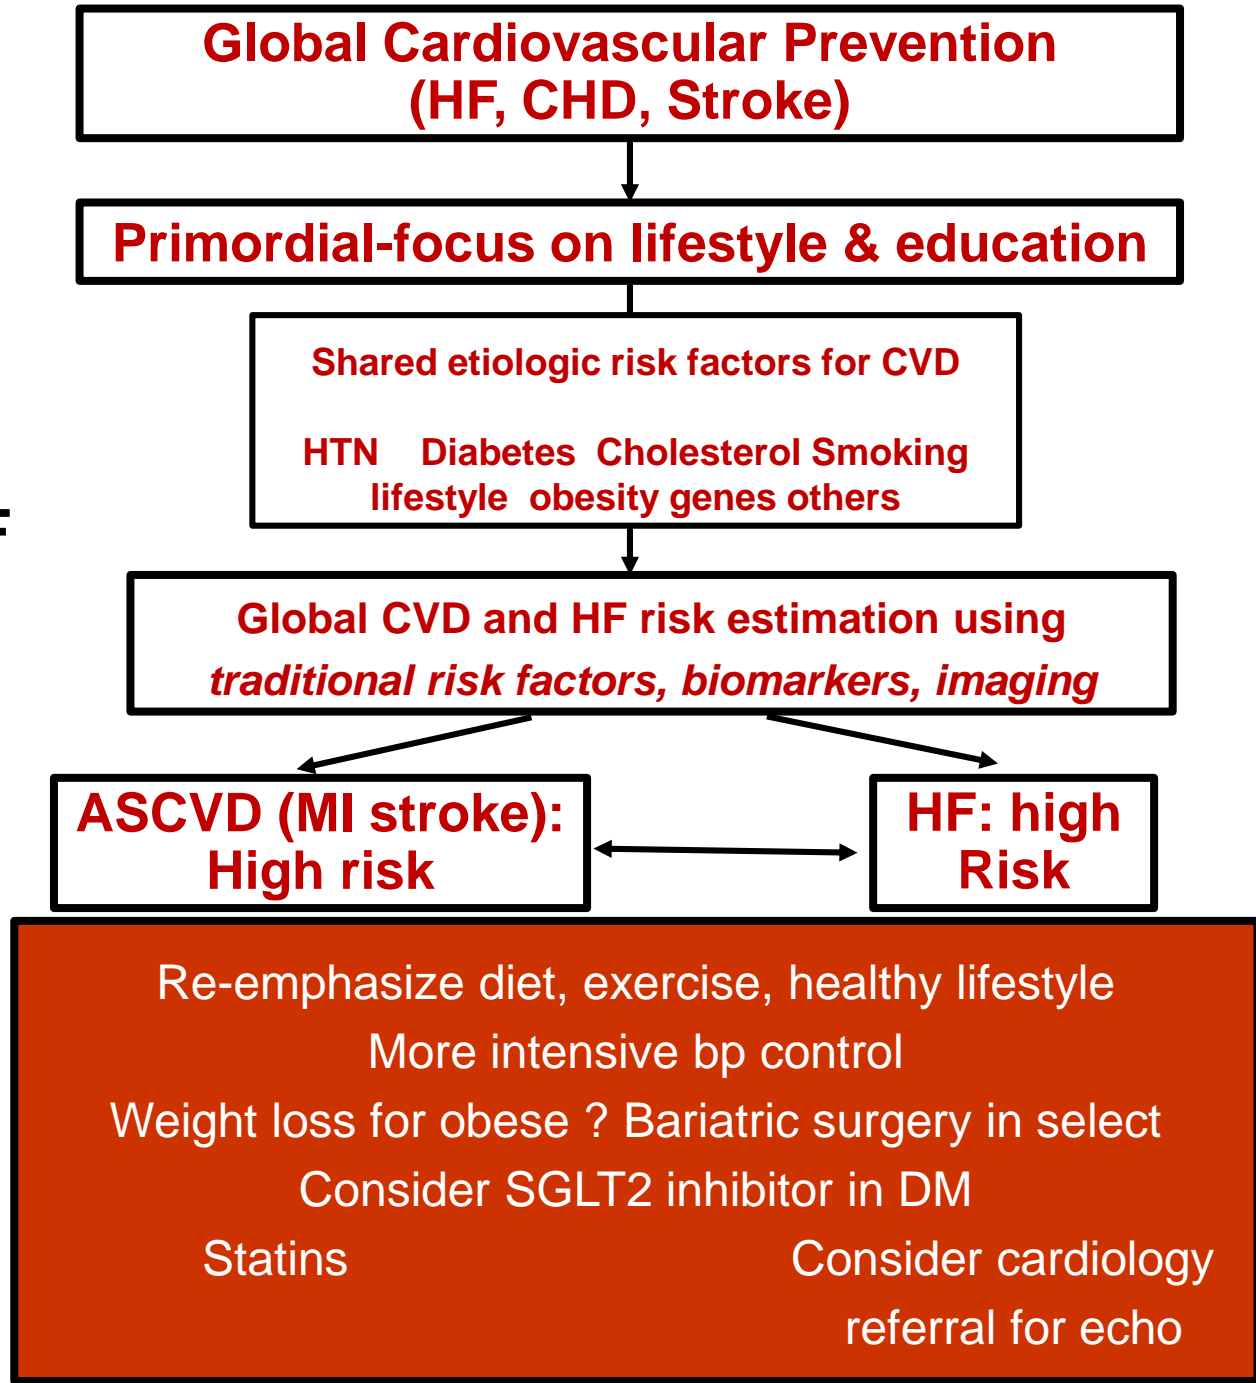 Global Cardiovascular Prevention
(HF, CHD, Stroke)
Primordial-focus on lifestyle & education
Shared etiologic risk factors for CVD
HTN Diabetes Cholesterol Smoking
lifestyle obesity genes others
Global CVD and HF risk estimation using
traditional risk factors, biomarkers, imaging
ASCVD (MI stroke):
High risk
HF: high
Risk
Re-emphasize diet, exercise, healthy lifestyle
More intensive bp control
Weight loss for obese ? Bariatric surgery in select
Consider SGLT2 inhibitor in DM
Statins
Consider cardiology
referral for echo